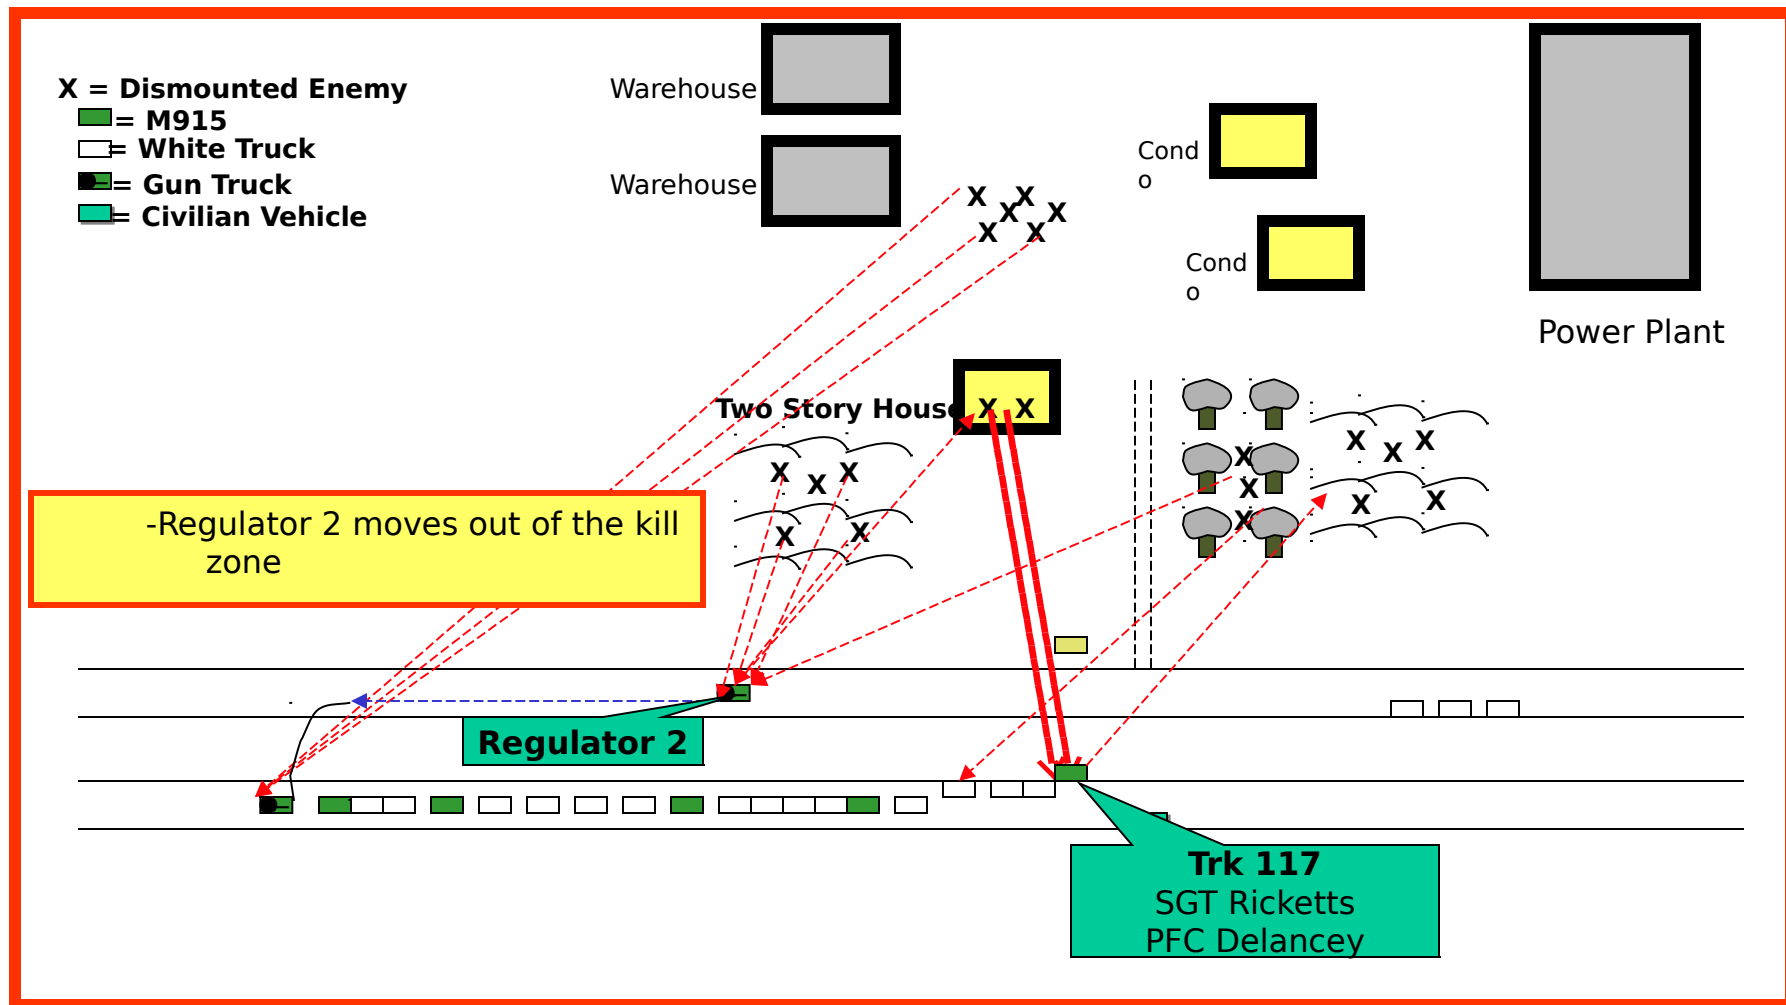 X = Dismounted Enemy
= M915
= White Truck
= Gun Truck
= Civilian Vehicle
Warehouse
Warehouse
Cond
o
Cond
o
Power Plant
X X
X X
X X
Two Story House
X X
X X X
X X
X
X
X
X X X
X X
-Regulator 2 moves out of the kill
zone
Regulator 2
Trk 117
SGT Ricketts
PFC Delancey